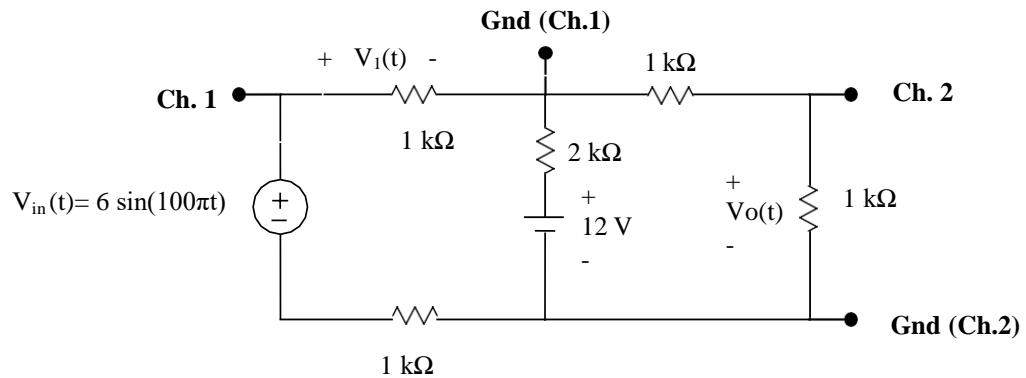 Gnd (Ch.1)
+ V₁(t) -
1 kΩ
Ch. 1
Ch. 2
1 kΩ
2 kΩ
Vᵢₙ(t)= 6 sin(100πt)
+
-
+
12 V
-
+
Vo(t)
-
1 kΩ
Gnd (Ch.2)
1 kΩ